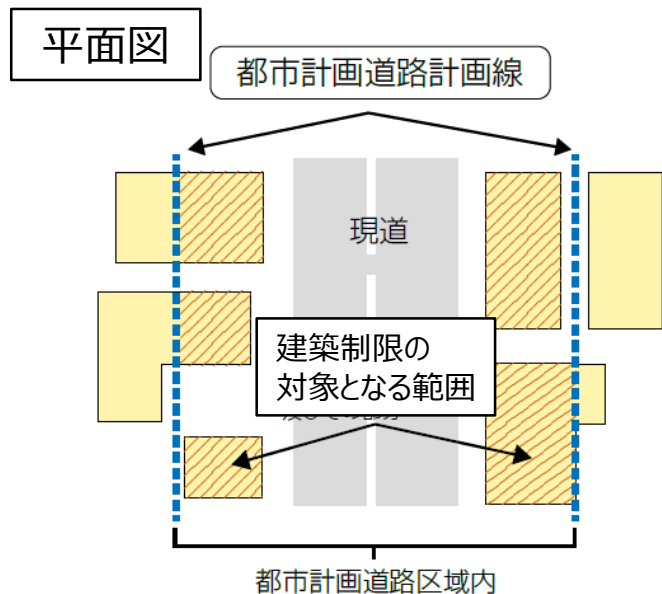 平面図
都市計画道路計画線
現道
建築制限の
対象となる範囲
都市計画道路区域内